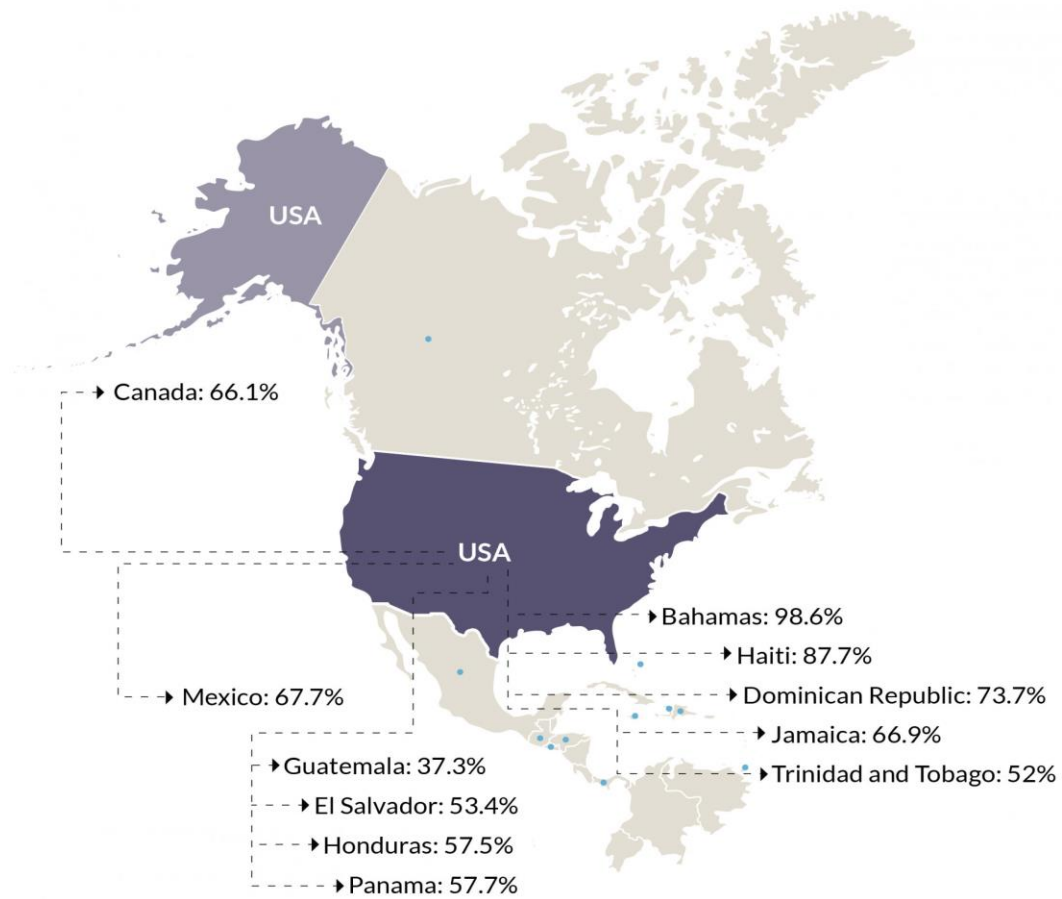 USA
Canada: 66.1%
USA
Bahamas: 98.6%
Haiti: 87.7%
Mexico: 67.7%
Dominican Republic: 73.7%
Jamaica: 66.9%
Guatemala: 37.3%
Trinidad and Tobago: 52%
El Salvador: 53.4%
Honduras: 57.5%
Panama: 57.7%